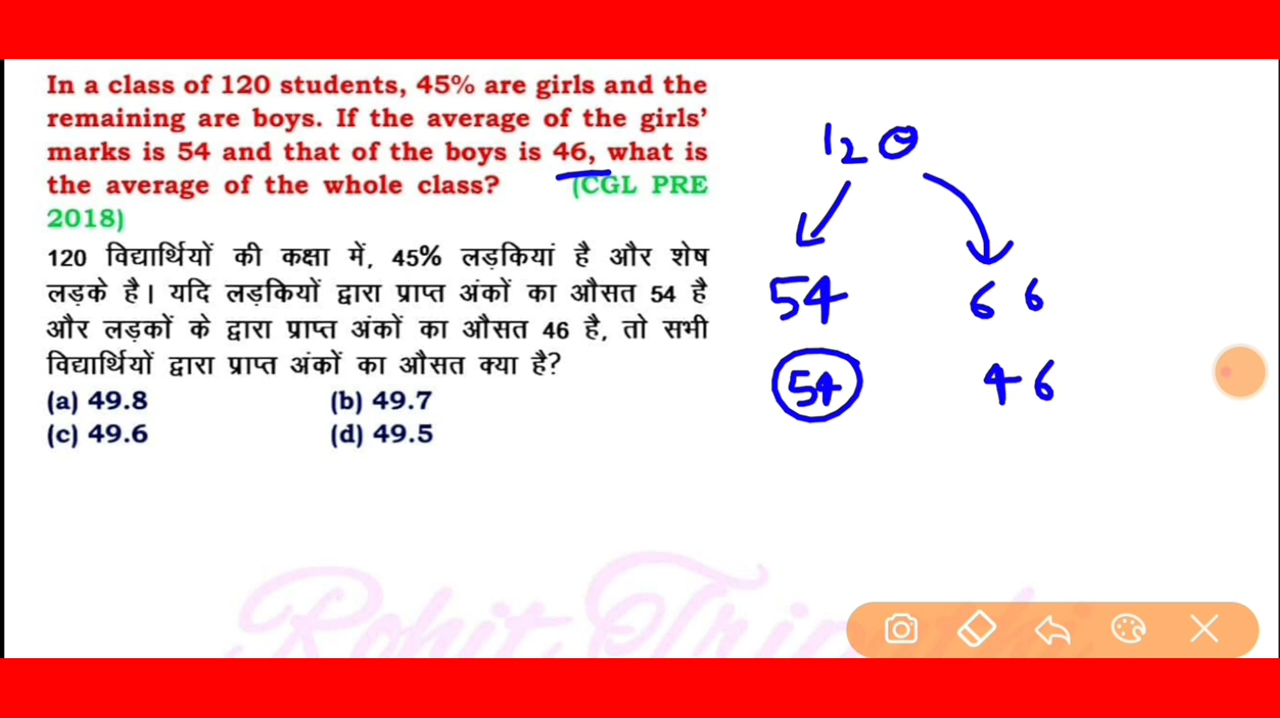 In a class of 120 students, 45% are girls and the
remaining are boys. If the average of the girls'
marks is 54 and that of the boys is 46, what is
the average of the whole class? (CGL PRE
2018)
120 विद्यार्थियों की कक्षा में, 45% लड़कियां है और शेष
लड़के है। यदि लड़कियों द्वारा प्राप्त अंकों का औसत 54 है
और लड़कों के द्वारा प्राप्त अंकों का औसत 46 है, तो सभी
विद्यार्थियों द्वारा प्राप्त अंकों का औसत क्या है?
(a) 49.8 (b) 49.7
(c) 49.6 (d) 49.5
120
54 66
54 46
Rohit